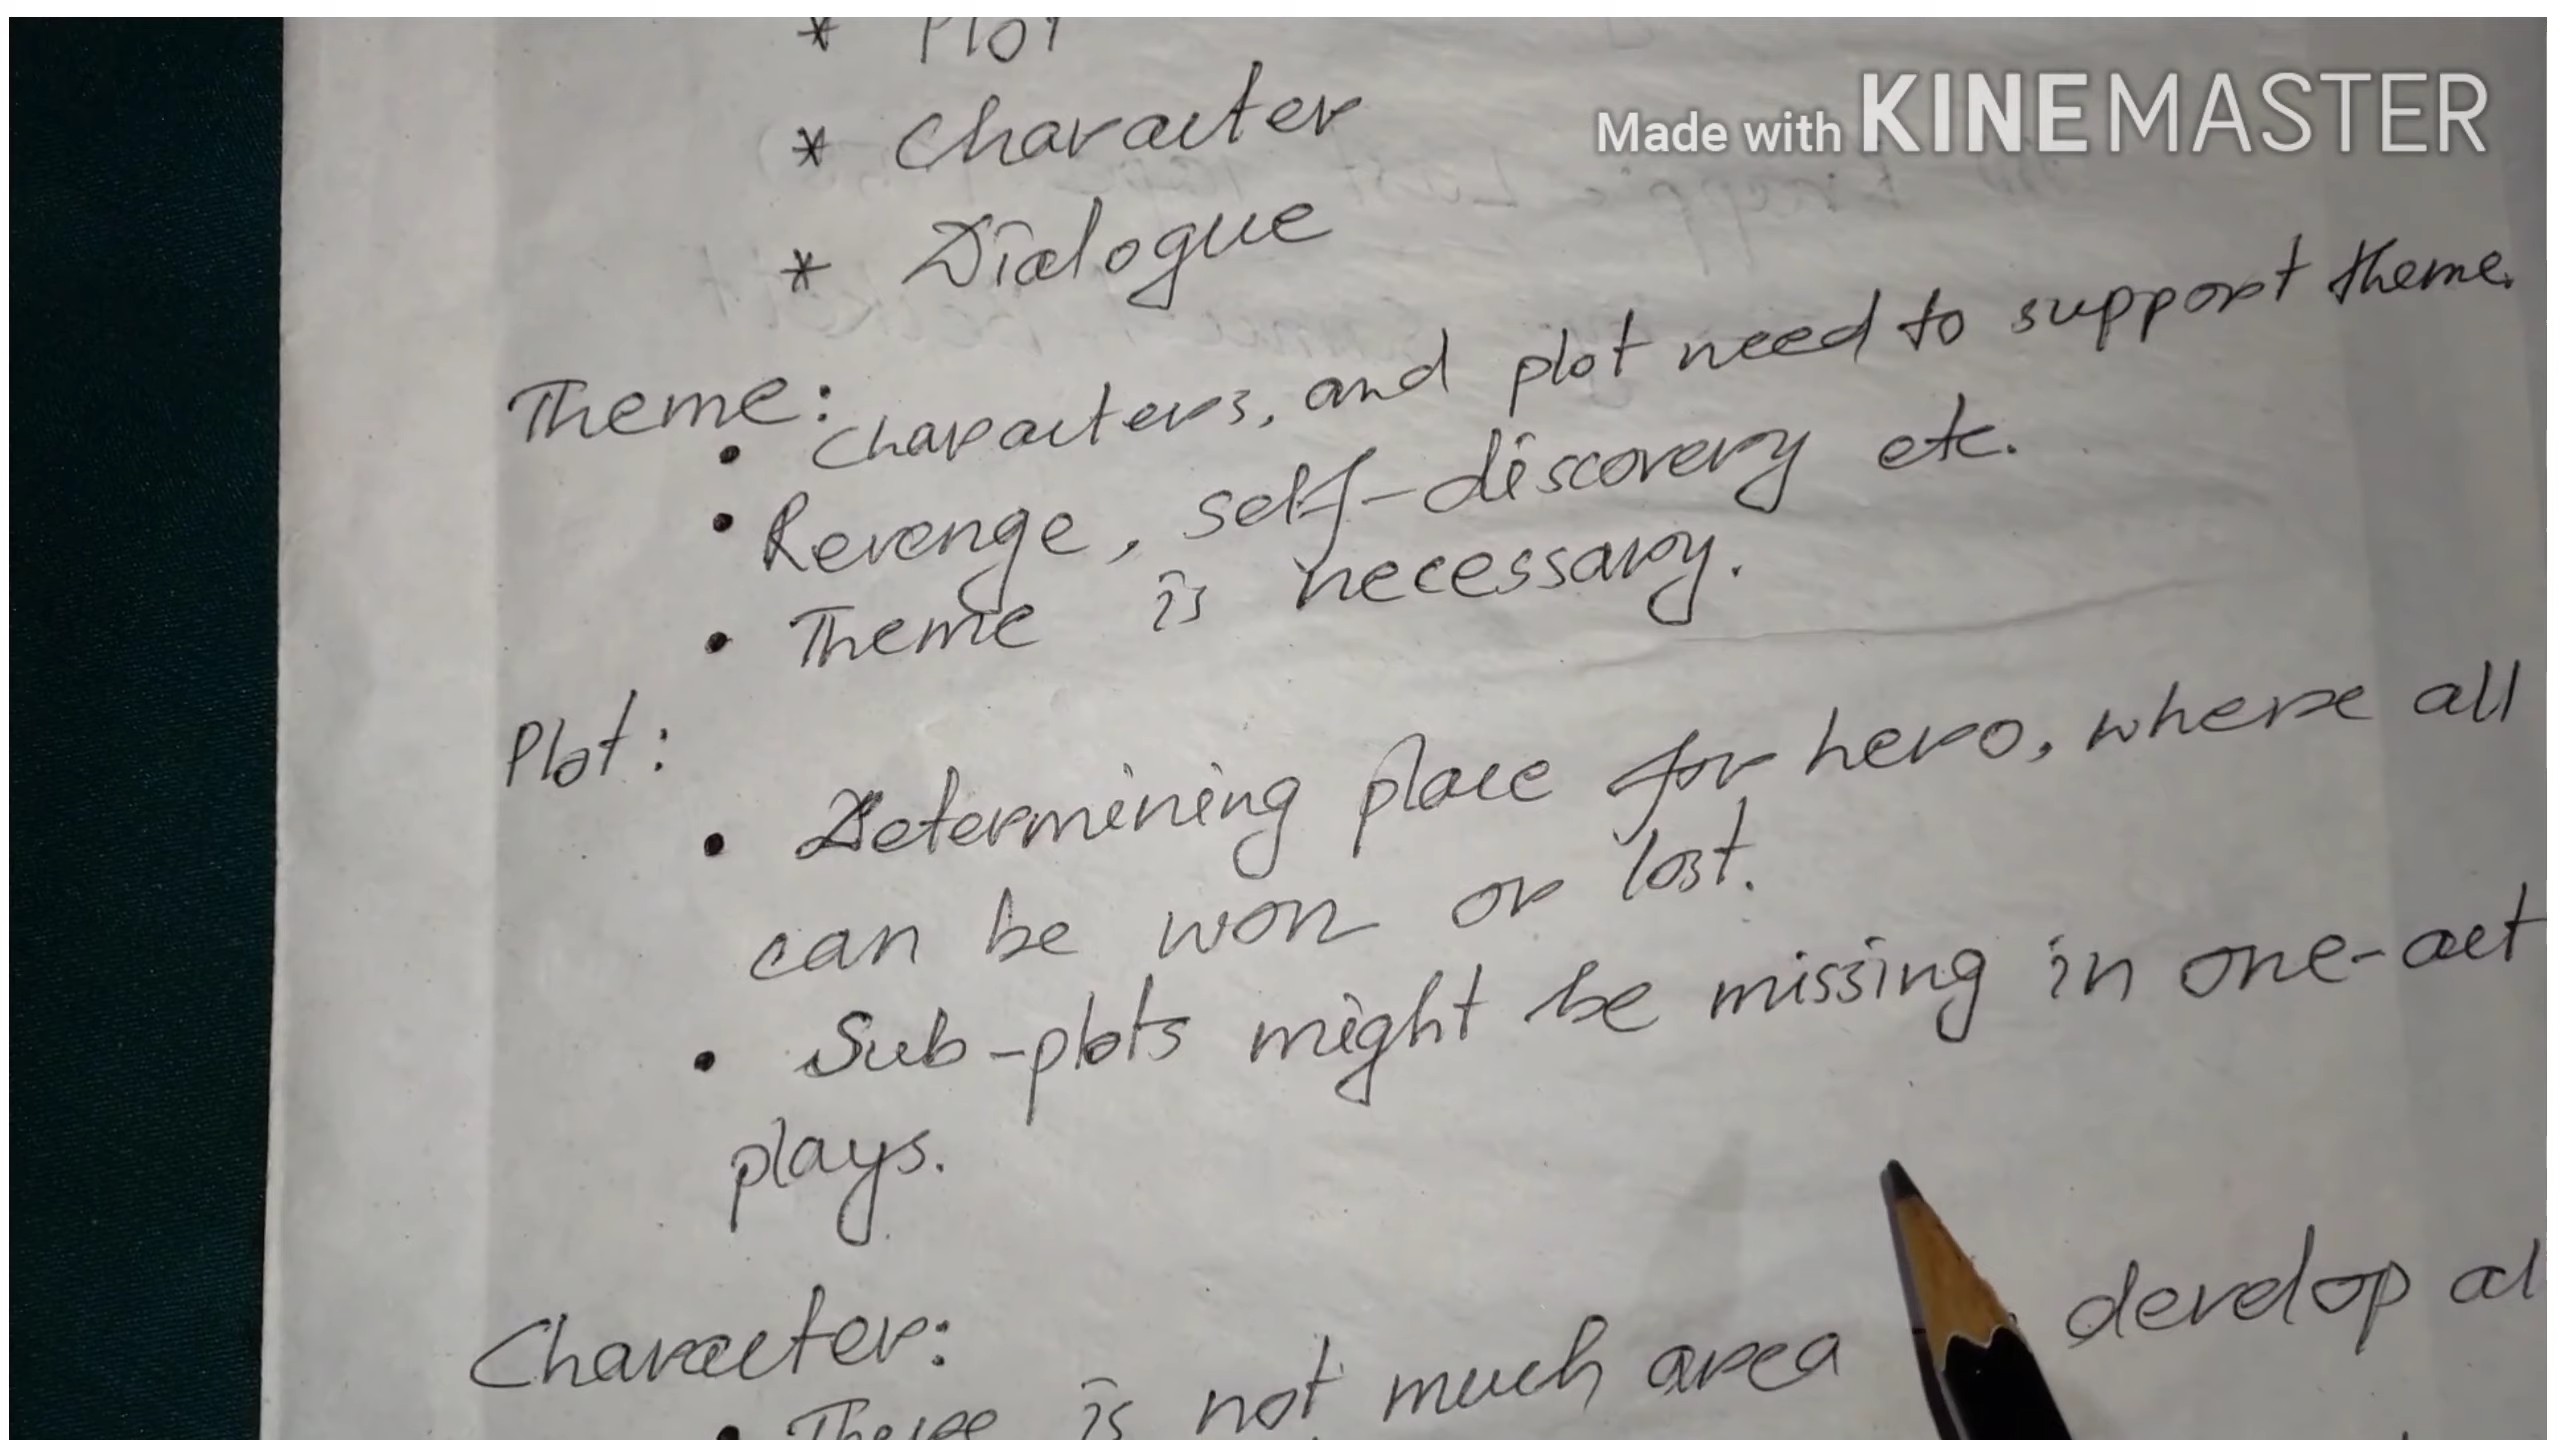 * Plot
Made with KINEMASTER
* Character
* Dialogue
Theme:
• Characters, and plot need to support theme.
• Revenge, self-discovery etc.
• Theme is necessary.
Plot:
• Determining place for hero, where all
can be won or lost.
• Sub-plots might be missing in one-act
plays.
Character:
• There is not much area develop al